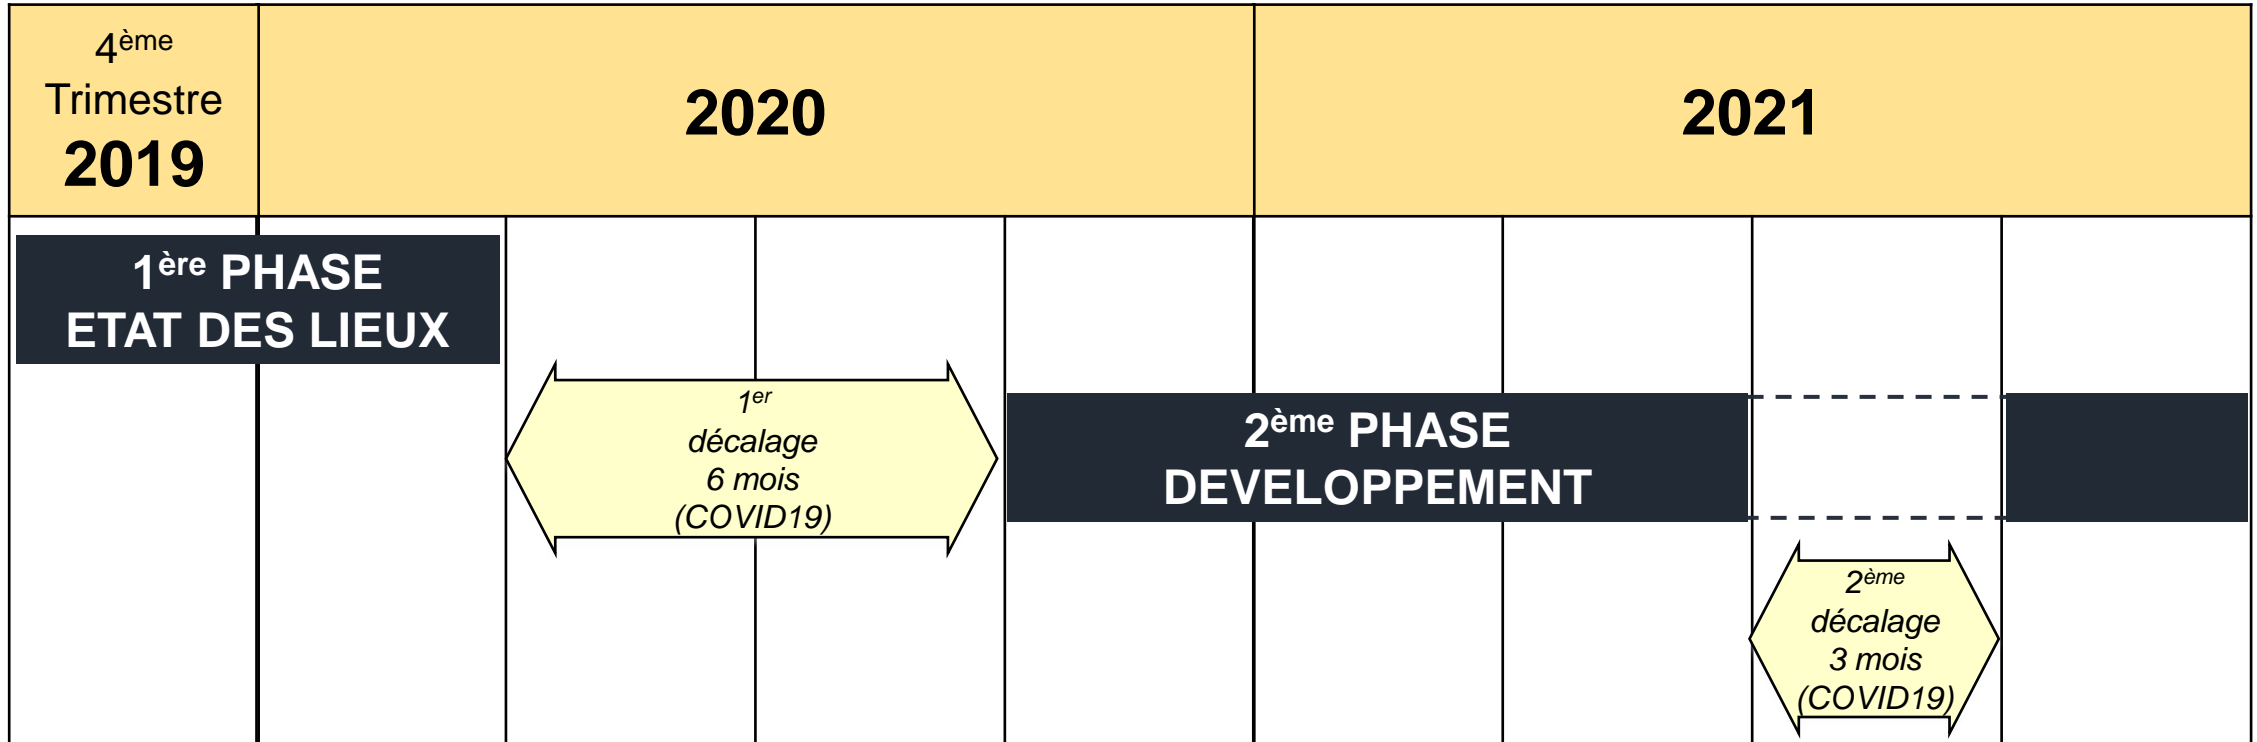 4ème
Trimestre
2019
2020
2021
1ère PHASE
ETAT DES LIEUX
1er
décalage
6 mois
(COVID19)
2ème PHASE
DEVELOPPEMENT
2ème
décalage
3 mois
(COVID19)